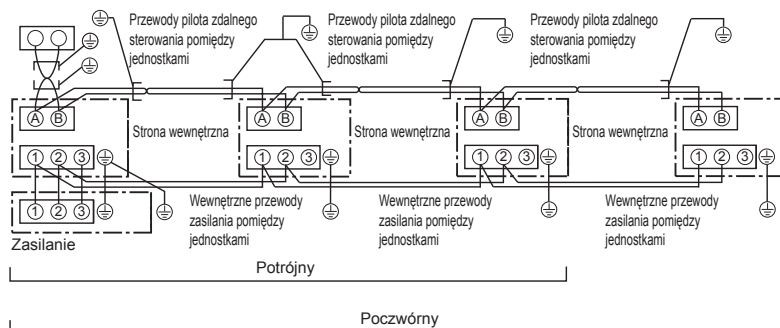 Przewody pilota zdalnego
sterowania pomiędzy
jednostkami
Przewody pilota zdalnego
sterowania pomiędzy
jednostkami
Przewody pilota zdalnego
sterowania pomiędzy
jednostkami
A B
Strona wewnętrzna
A B
Strona wewnętrzna
A B
Strona wewnętrzna
A B
1 2 3
1 2 3
1 2 3
1 2 3
1 2 3
Zasilanie
Wewnętrzne przewody
zasilania pomiędzy
jednostkami
Wewnętrzne przewody
zasilania pomiędzy
jednostkami
Wewnętrzne przewody
zasilania pomiędzy
jednostkami
Potrójny
Poczwórny